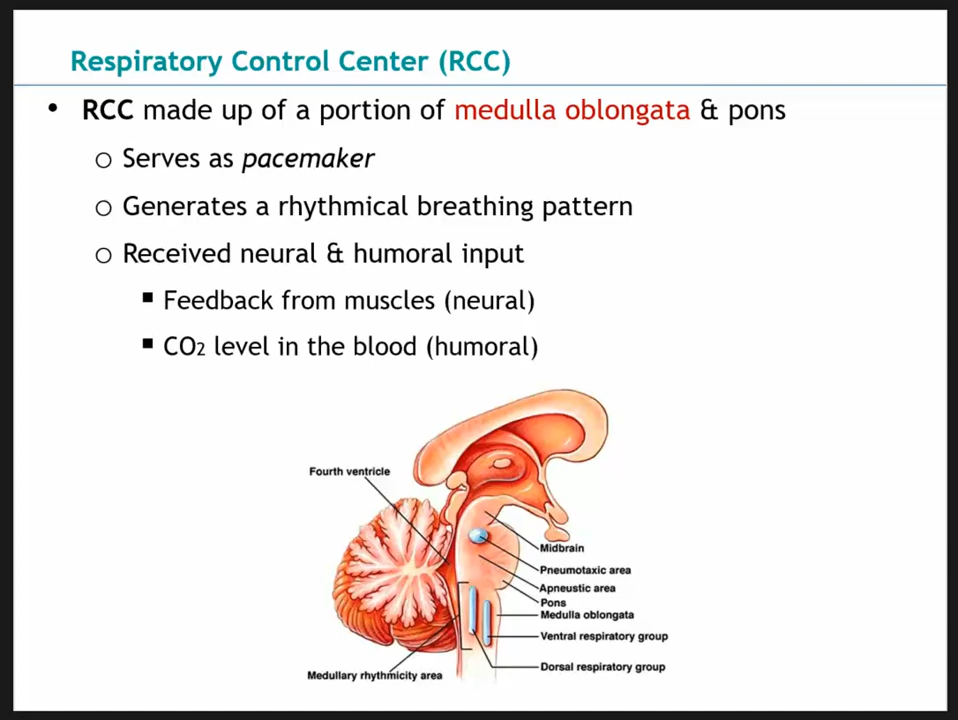 Respiratory Control Center (RCC)
• RCC made up of a portion of medulla oblongata & pons
o Serves as pacemaker
o Generates a rhythmical breathing pattern
o Received neural & humoral input
▪ Feedback from muscles (neural)
▪ CO2 level in the blood (humoral)
Fourth ventricle
Midbrain
Pneumotaxic area
Apneustic area
Pons
Medulla oblongata
Ventral respiratory group
Dorsal respiratory group
Medullary rhythmicity area